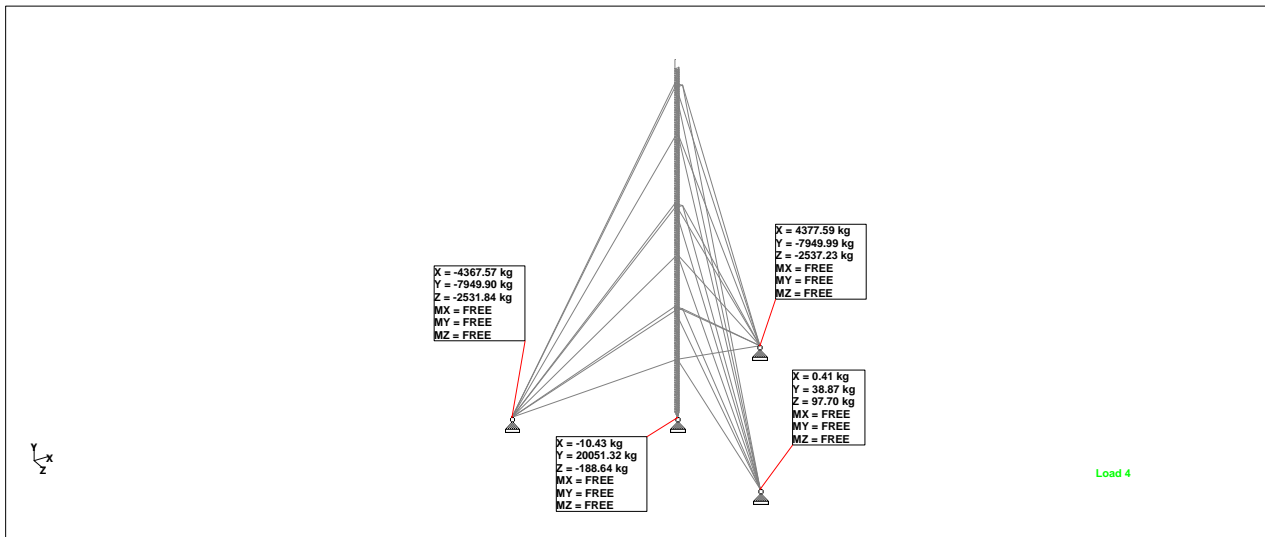 X = 4377.59 kg
Y = -7949.99 kg
Z = -2537.23 kg
MX = FREE
MY = FREE
MZ = FREE
X = -4367.57 kg
Y = -7949.90 kg
Z = -2531.84 kg
MX = FREE
MY = FREE
MZ = FREE
X = 0.41 kg
Y = 38.87 kg
Z = 97.70 kg
MX = FREE
MY = FREE
MZ = FREE
X = -10.43 kg
Y = 20051.32 kg
Z = -188.64 kg
MX = FREE
MY = FREE
MZ = FREE
Y
X
Z
Load 4